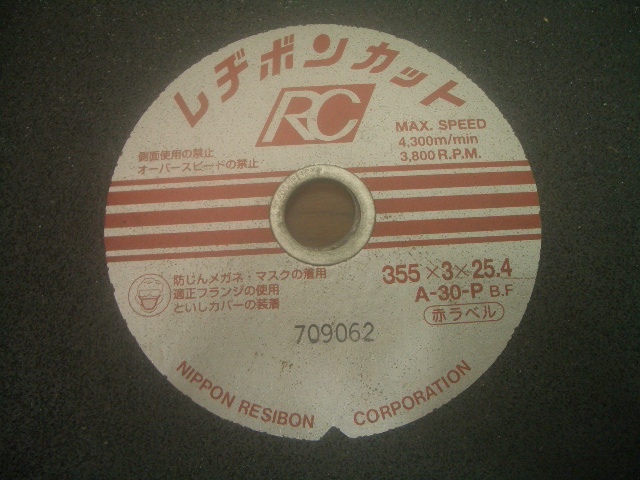 レヂボンカット
RC
MAX. SPEED
4,300m/min
3,800 R.P.M.
側面使用の禁止
オーバースピードの禁止
防じんメガネ・マスクの着用
適正フランジの使用
といしカバーの装着
355×3×25.4
A-30-P B.F
赤ラベル
709062
NIPPON RESIBON CORPORATION